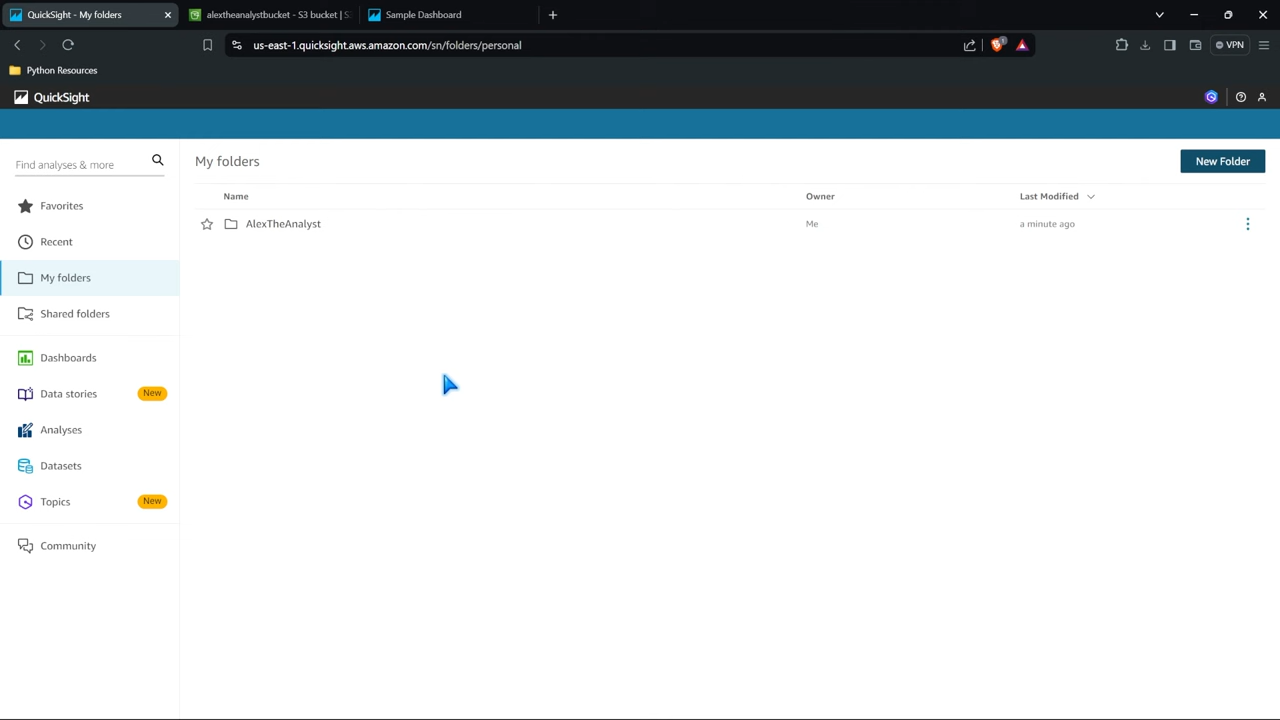 QuickSight - My folders
alextheanalystbucket - S3 bucket | S3
Sample Dashboard
us-east-1.quicksight.aws.amazon.com/sn/folders/personal
1
VPN
Python Resources
QuickSight
Find analyses & more
My folders
New Folder
Name
Owner
Last Modified
Favorites
AlexTheAnalyst
Me
a minute ago
Recent
My folders
Shared folders
Dashboards
Data stories
New
Analyses
Datasets
Topics
New
Community